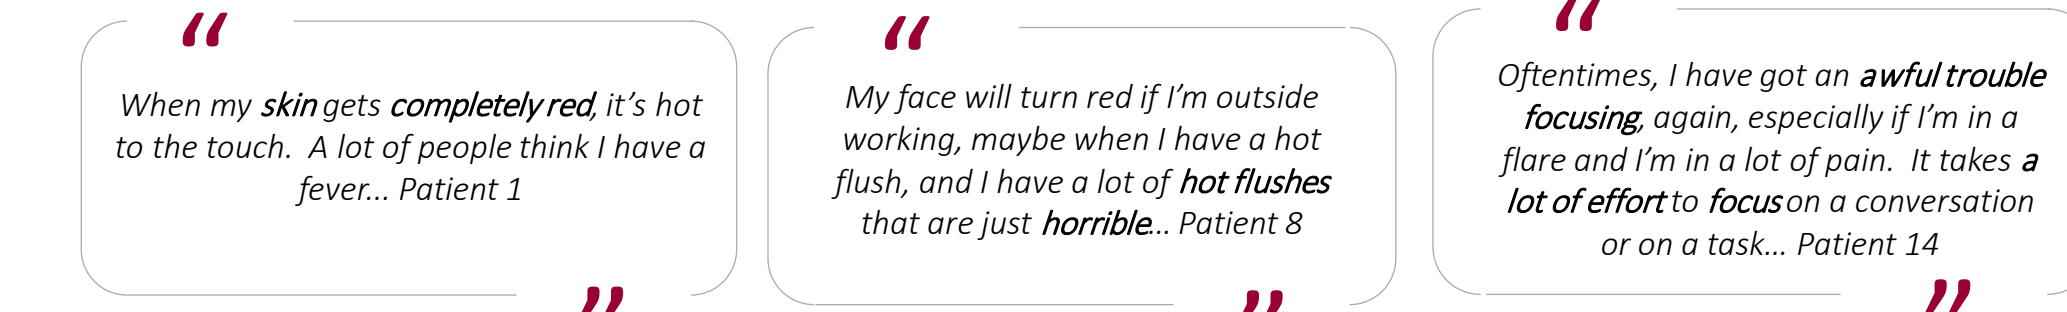 “
When my skin gets completely red, it’s hot
to the touch.  A lot of people think I have a
fever... Patient 1
”
“
My face will turn red if I’m outside
working, maybe when I have a hot
flush, and I have a lot of hot flushes
that are just horrible... Patient 8
”
“
Oftentimes, I have got an awful trouble
focusing, again, especially if I’m in a
flare and I’m in a lot of pain.  It takes a
lot of effort to focus on a conversation
or on a task... Patient 14
”